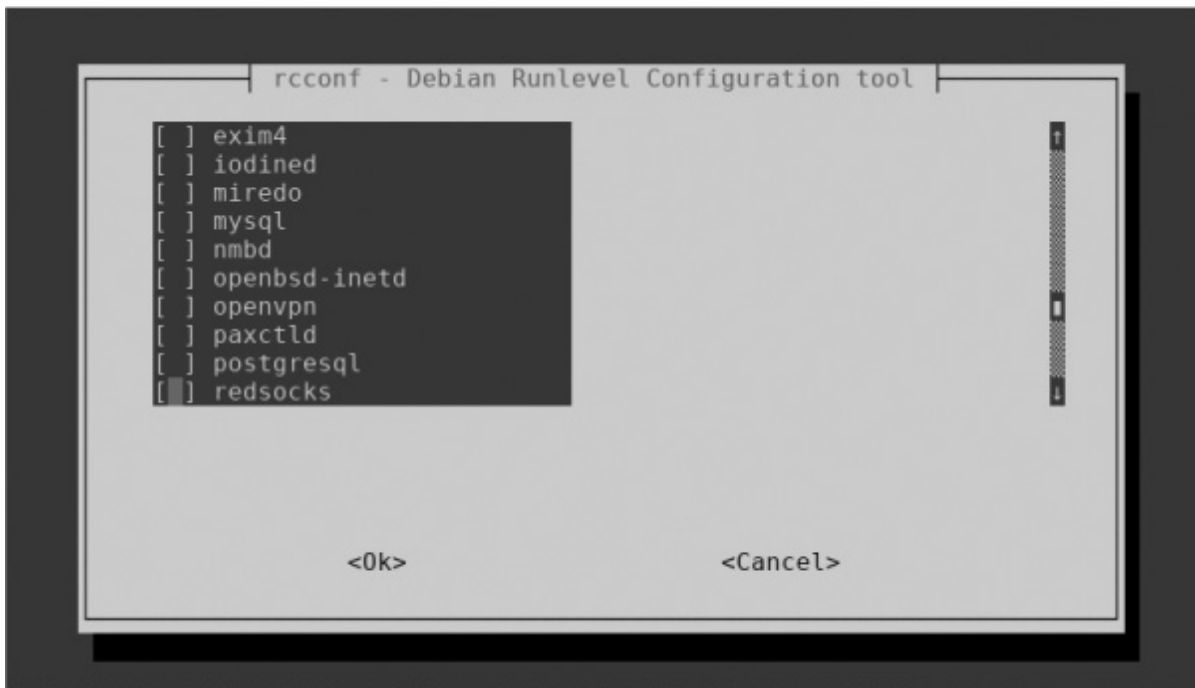 rcconf - Debian Runlevel Configuration tool
[ ] exim4
[ ] iodined
[ ] miredo
[ ] mysql
[ ] nmbd
[ ] openbsd-inetd
[ ] openvpn
[ ] paxctld
[ ] postgresql
[ ] redsocks
<Ok> <Cancel>